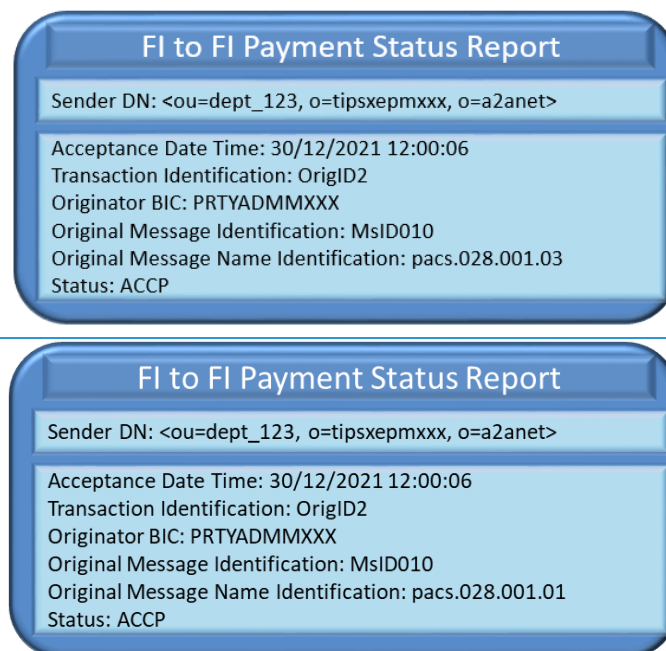 FI to FI Payment Status Report
Sender DN: <ou=dept_123, o=tipsxepmxxx, o=a2anet>
Acceptance Date Time: 30/12/2021 12:00:06
Transaction Identification: OrigID2
Originator BIC: PRTYADMMXXX
Original Message Identification: MsID010
Original Message Name Identification: pacs.028.001.03
Status: ACCP
FI to FI Payment Status Report
Sender DN: <ou=dept_123, o=tipsxepmxxx, o=a2anet>
Acceptance Date Time: 30/12/2021 12:00:06
Transaction Identification: OrigID2
Originator BIC: PRTYADMMXXX
Original Message Identification: MsID010
Original Message Name Identification: pacs.028.001.01
Status: ACCP